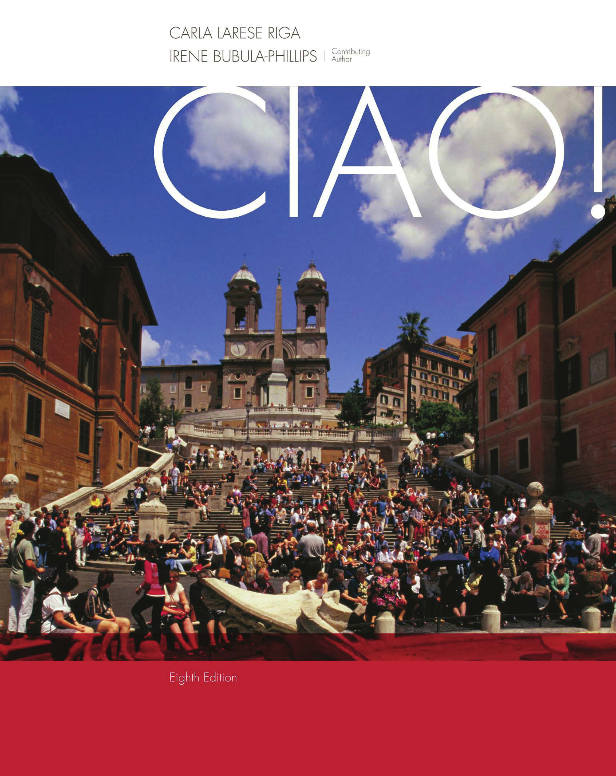 CARLA LARESE RIGA
IRENE BUBULA-PHILLIPS | Contributing
Author
CIAO!
Eighth Edition